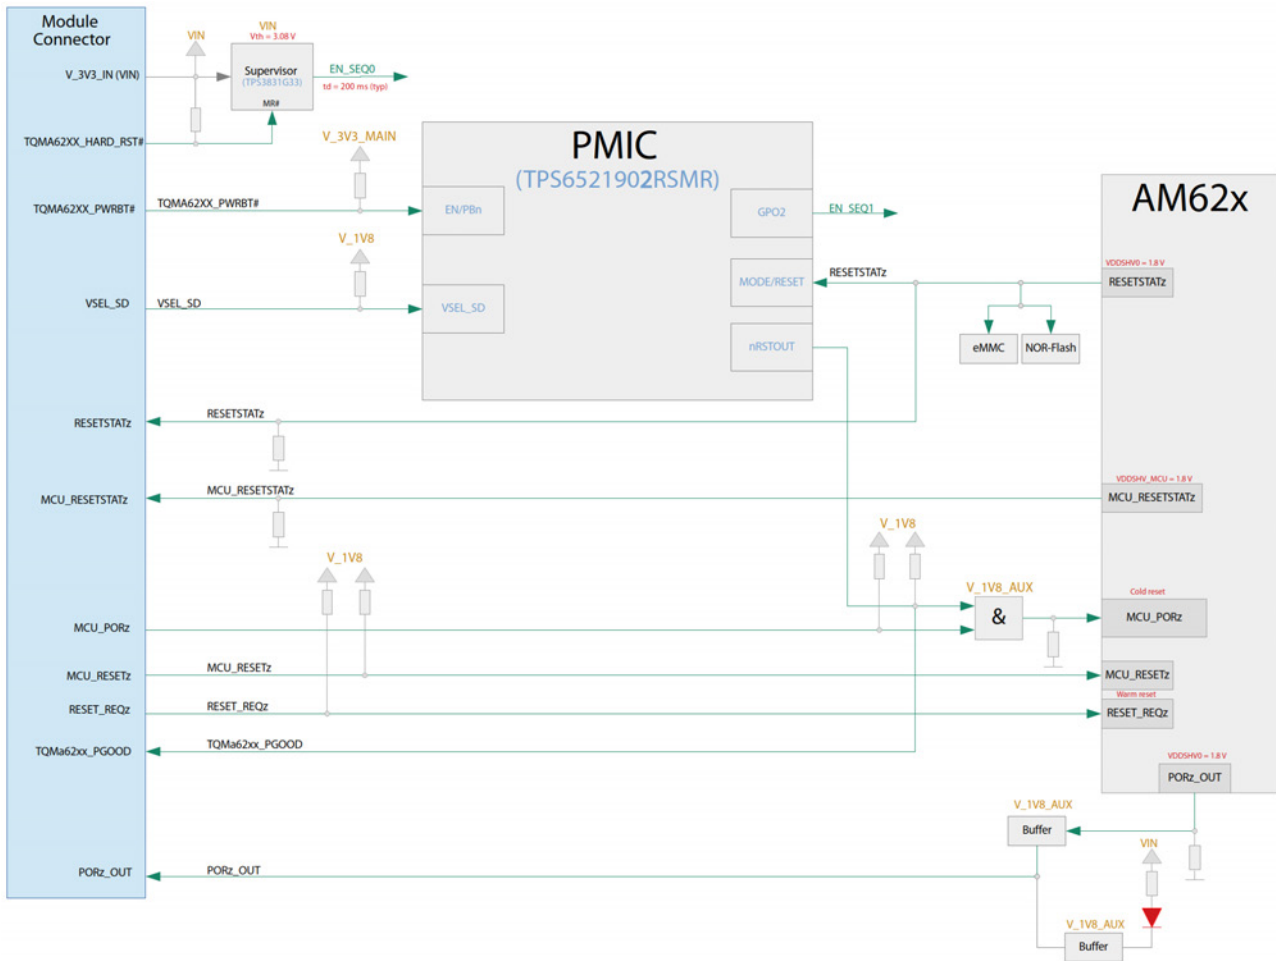 Module
Connector
VIN
VIN
Vth = 3.08 V
V_3V3_IN (VIN)
Supervisor
(TPS3831G33)
MR#
EN_SEQ0
td = 200 ms (typ)
TQMA62XX_HARD_RST#
V_3V3_MAIN
PMIC
(TPS6521902RSMR)
AM62x
TQMA62XX_PWRBT#
TQMA62XX_PWRBT#
EN/PBn
GPO2
EN_SEQ1
V_1V8
VDDSHV0 = 1.8 V
MODE/RESET
RESETSTATz
RESETSTATz
VSEL_SD
VSEL_SD
VSEL_SD
nRSTOUT
eMMC
NOR-Flash
RESETSTATz
RESETSTATz
VDDSHV_MCU = 1.8 V
MCU_RESETSTATz
MCU_RESETSTATz
MCU_RESETSTATz
V_1V8
V_1V8
V_1V8_AUX
&
Cold reset
MCU_PORz
MCU_PORz
MCU_RESETz
MCU_RESETz
MCU_RESETz
Warm reset
RESET_REQz
RESET_REQz
RESET_REQz
TQMa62xx_PGOOD
TQMa62xx_PGOOD
VDDSHV0 = 1.8 V
PORz_OUT
V_1V8_AUX
Buffer
VIN
PORz_OUT
PORz_OUT
V_1V8_AUX
Buffer